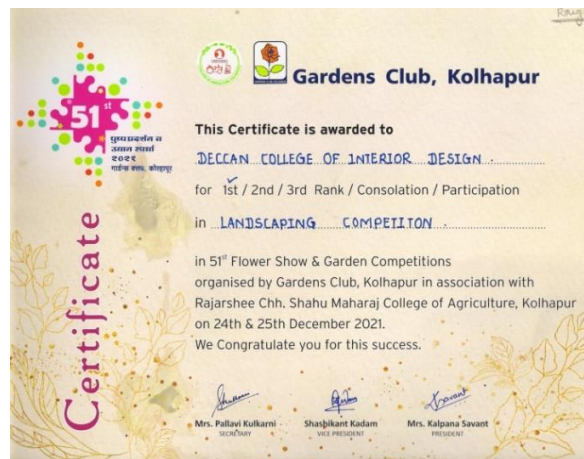 Gardens Club, Kolhapur
51st
पुष्पप्रदर्शन व
उद्यान स्पर्धा
२०२१
गार्डन्स क्लब, कोल्हापूर
Certificate
This Certificate is awarded to
DECCAN COLLEGE OF INTERIOR DESIGN.
for 1st / 2nd / 3rd Rank / Consolation / Participation
in LANDSCAPING COMPETITON.
in 51st Flower Show & Garden Competitions
organised by Gardens Club, Kolhapur in association with
Rajarshee Chh. Shahu Maharaj College of Agriculture, Kolhapur
on 24th & 25th December 2021.
We Congratulate you for this success.
Mrs. Pallavi Kulkarni
SECRETARY
Shashikant Kadam
VICE PRESIDENT
Mrs. Kalpana Savant
PRESIDENT